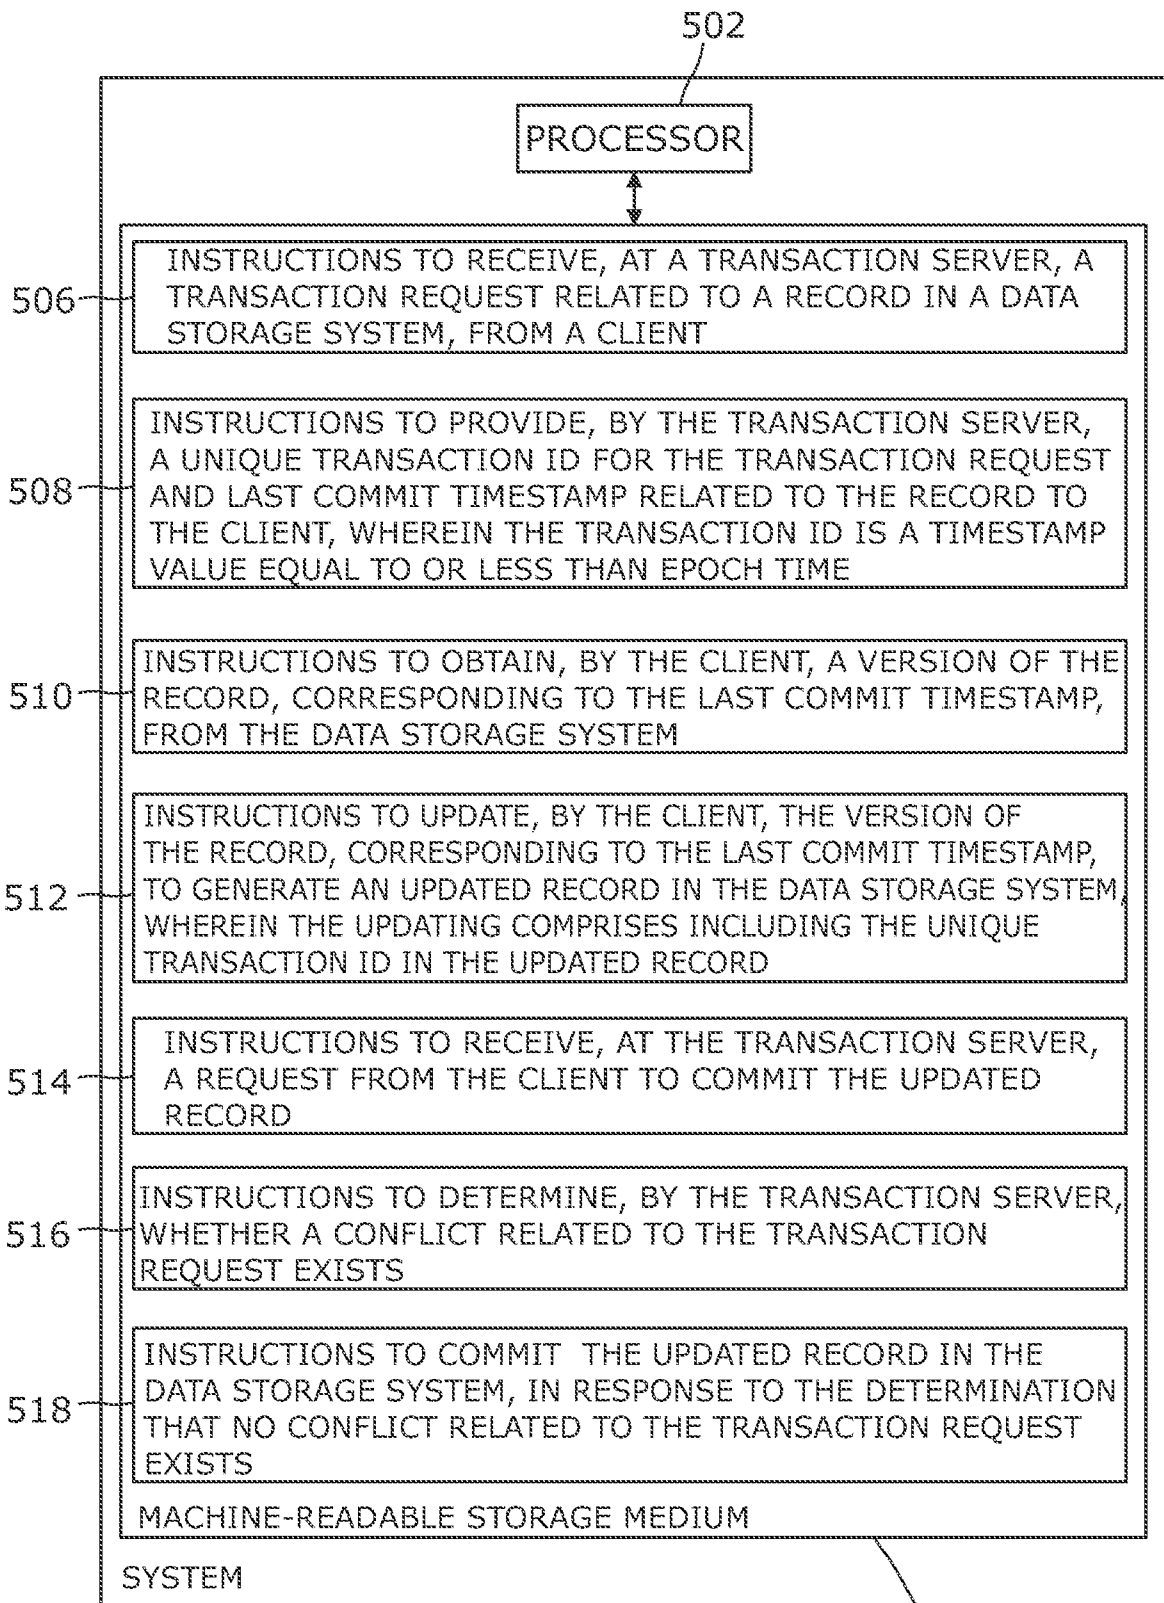 502
PROCESSOR
506
INSTRUCTIONS TO RECEIVE, AT A TRANSACTION SERVER, A
TRANSACTION REQUEST RELATED TO A RECORD IN A DATA
STORAGE SYSTEM, FROM A CLIENT
508
INSTRUCTIONS TO PROVIDE, BY THE TRANSACTION SERVER,
A UNIQUE TRANSACTION ID FOR THE TRANSACTION REQUEST
AND LAST COMMIT TIMESTAMP RELATED TO THE RECORD TO
THE CLIENT, WHEREIN THE TRANSACTION ID IS A TIMESTAMP
VALUE EQUAL TO OR LESS THAN EPOCH TIME
510
INSTRUCTIONS TO OBTAIN, BY THE CLIENT, A VERSION OF THE
RECORD, CORRESPONDING TO THE LAST COMMIT TIMESTAMP,
FROM THE DATA STORAGE SYSTEM
512
INSTRUCTIONS TO UPDATE, BY THE CLIENT, THE VERSION OF
THE RECORD, CORRESPONDING TO THE LAST COMMIT TIMESTAMP,
TO GENERATE AN UPDATED RECORD IN THE DATA STORAGE SYSTEM,
WHEREIN THE UPDATING COMPRISES INCLUDING THE UNIQUE
TRANSACTION ID IN THE UPDATED RECORD
514
INSTRUCTIONS TO RECEIVE, AT THE TRANSACTION SERVER,
A REQUEST FROM THE CLIENT TO COMMIT THE UPDATED
RECORD
516
INSTRUCTIONS TO DETERMINE, BY THE TRANSACTION SERVER,
WHETHER A CONFLICT RELATED TO THE TRANSACTION
REQUEST EXISTS
518
INSTRUCTIONS TO COMMIT THE UPDATED RECORD IN THE
DATA STORAGE SYSTEM, IN RESPONSE TO THE DETERMINATION
THAT NO CONFLICT RELATED TO THE TRANSACTION REQUEST
EXISTS
MACHINE-READABLE STORAGE MEDIUM
SYSTEM